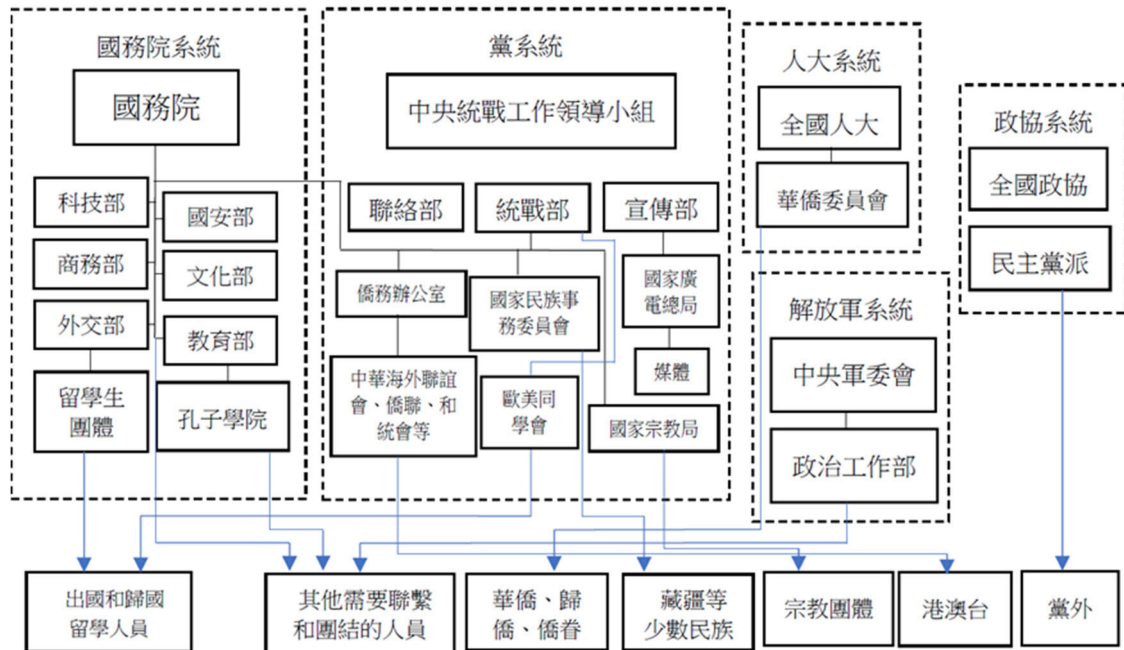 國務院系統
國務院
科技部
國安部
商務部
文化部
外交部
教育部
留學生
團體
孔子學院
黨系統
中央統戰工作領導小組
聯絡部
統戰部
宣傳部
僑務辦公室
國家民族事
務委員會
國家廣
電總局
中華海外聯誼
會、僑聯、和
統會等
歐美同
學會
媒體
國家宗教局
人大系統
全國人大
華僑委員會
解放軍系統
中央軍委會
政治工作部
政協系統
全國政協
民主黨派
出國和歸國
留學人員
其他需要聯繫
和團結的人員
華僑、歸
僑、僑眷
藏疆等
少數民族
宗教團體
港澳台
黨外